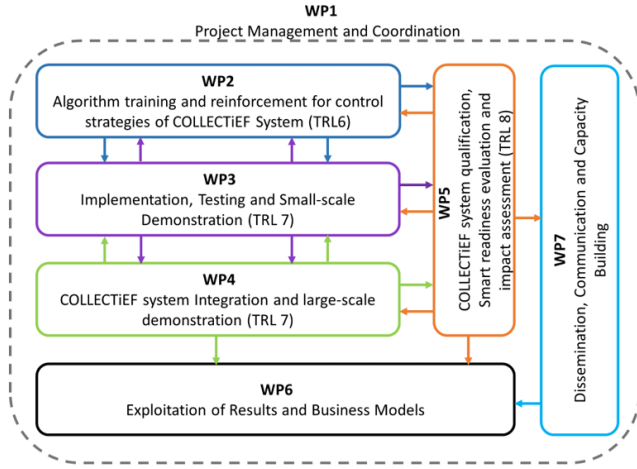 WP1
Project Management and Coordination
WP2
Algorithm training and reinforcement for control
strategies of COLLECTiEF System (TRL6)
WP3
Implementation, Testing and Small-scale
Demonstration (TRL 7)
WP4
COLLECTiEF system Integration and large-scale
demonstration (TRL 7)
WP5
COLLECTiEF system qualification,
Smart readiness evaluation and
impact assessment (TRL 8)
WP7
Dissemination, Communication and Capacity
Building
WP6
Exploitation of Results and Business Models